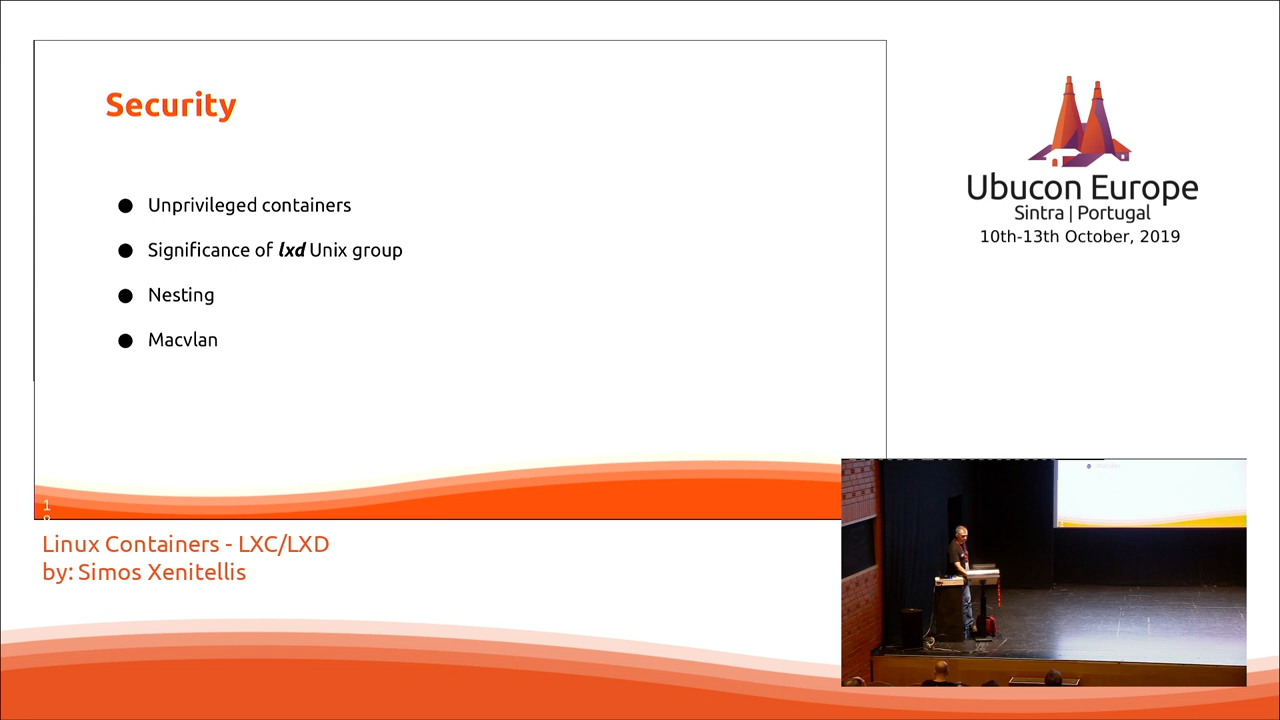 Security
● Unprivileged containers
● Significance of lxd Unix group
● Nesting
● Macvlan
18
Linux Containers - LXC/LXD
by: Simos Xenitellis
Ubucon Europe
Sintra | Portugal
10th-13th October, 2019